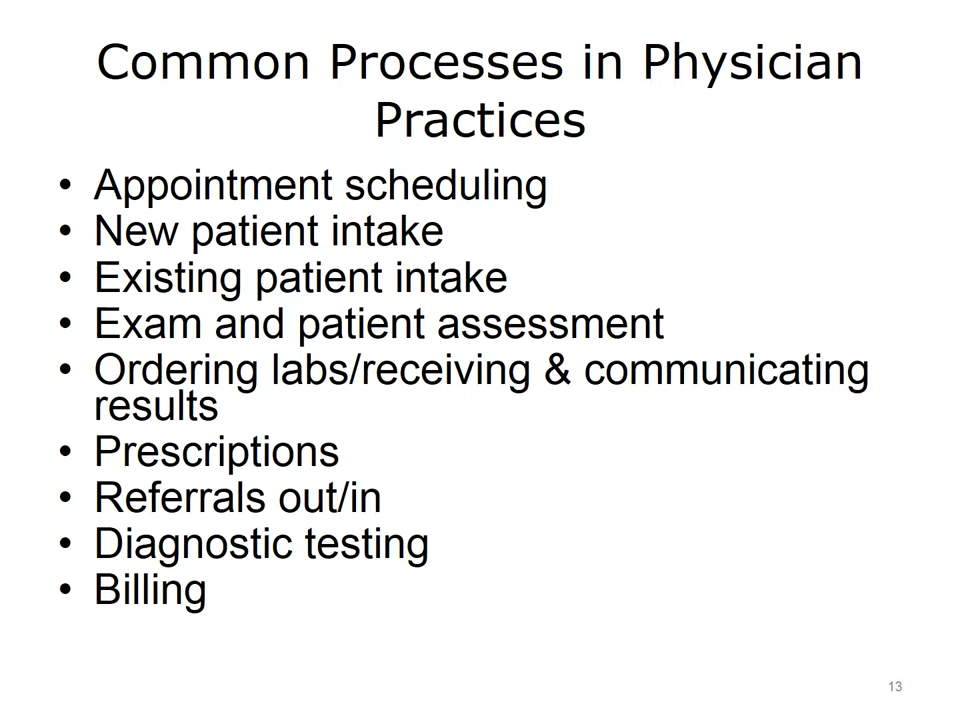 Common Processes in Physician
Practices
• Appointment scheduling
• New patient intake
• Existing patient intake
• Exam and patient assessment
• Ordering labs/receiving & communicating
results
• Prescriptions
• Referrals out/in
• Diagnostic testing
• Billing
13